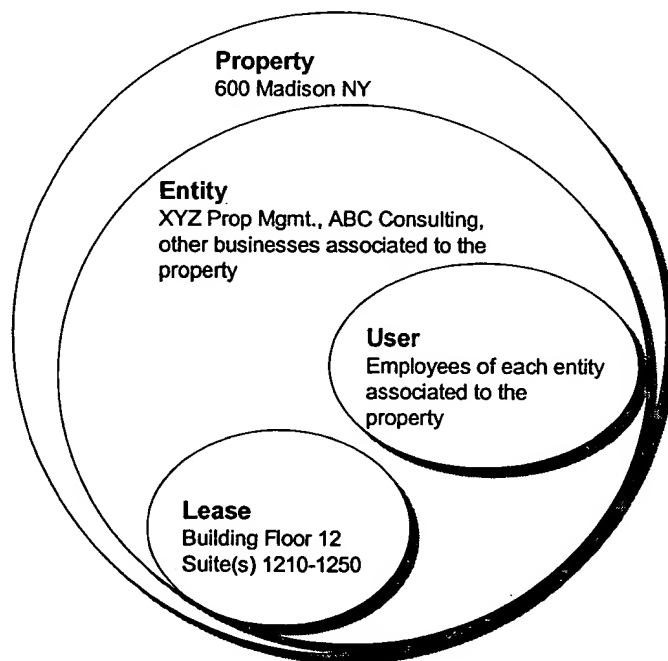 Property
600 Madison NY
Entity
XYZ Prop Mgmt., ABC Consulting,
other businesses associated to the
property
User
Employees of each entity
associated to the
property
Lease
Building Floor 12
Suite(s) 1210-1250